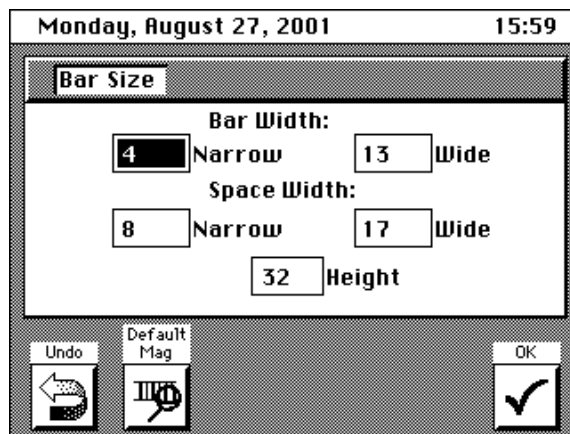 Monday, August 27, 2001 15:59
Bar Size
Bar Width:
4 Narrow 13 Wide
Space Width:
8 Narrow 17 Wide
32 Height
Undo
Default
Mag
OK